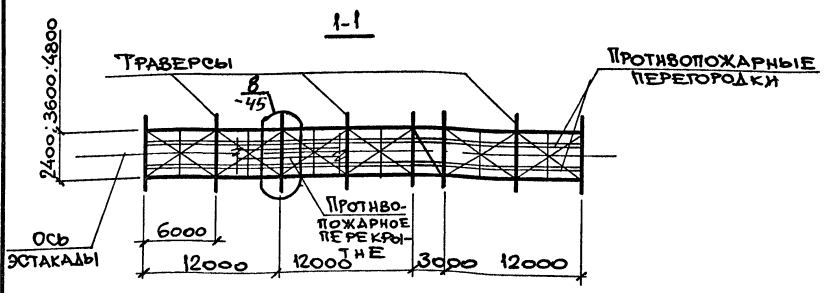 1-1
2400; 3600; 4800
ТРАВЕРСЫ
8
-45
ПРОТИВОПОЖАРНЫЕ
ПЕРЕГОРОДКИ
ПРОТИВО-
ПОЖАРНОЕ
ПЕРЕКРЫ-
ТИЕ
ОСЬ
ЭСТАКАДЫ
6000
12000
12000
3000
12000